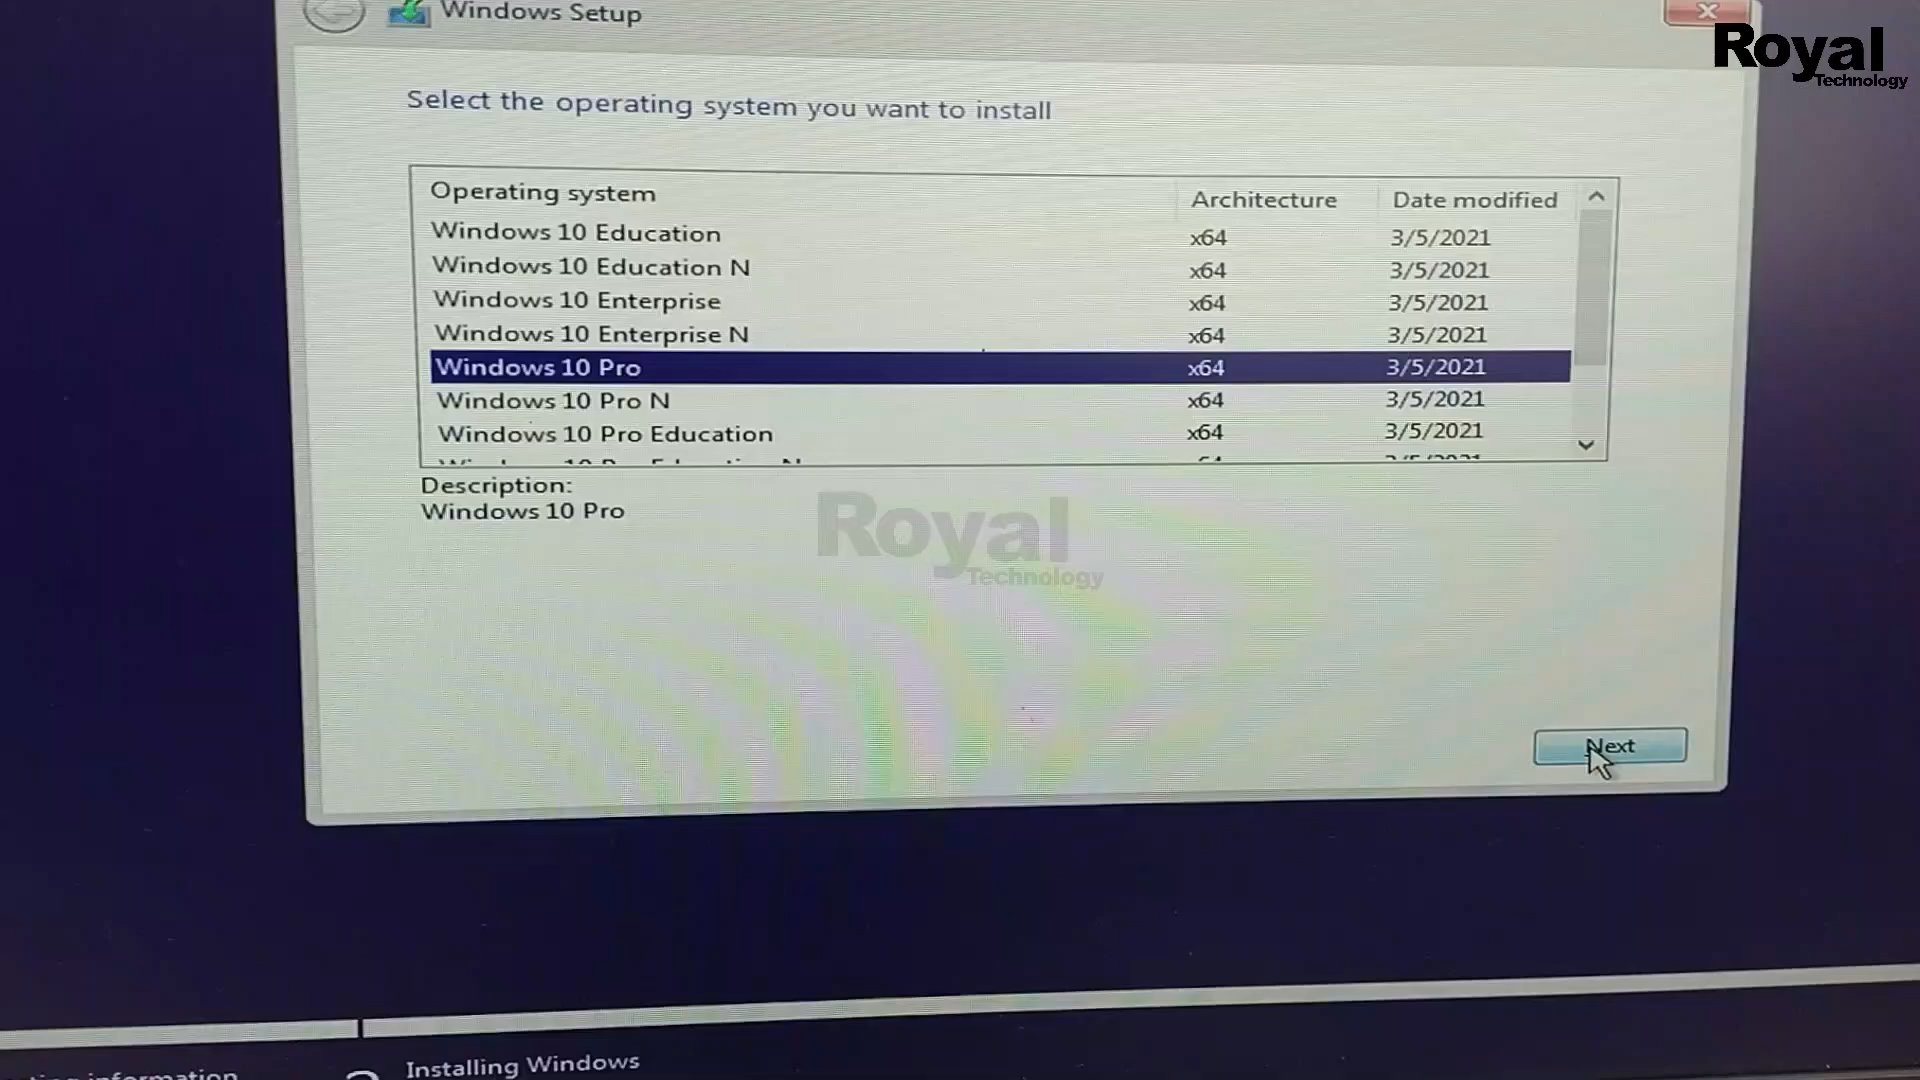 Windows Setup
Royal
Technology
Select the operating system you want to install
Operating system Architecture Date modified
Windows 10 Education x64 3/5/2021
Windows 10 Education N x64 3/5/2021
Windows 10 Enterprise x64 3/5/2021
Windows 10 Enterprise N x64 3/5/2021
Windows 10 Pro x64 3/5/2021
Windows 10 Pro N x64 3/5/2021
Windows 10 Pro Education x64 3/5/2021
Description:
Windows 10 Pro
Royal
Technology
Next
information
Installing Windows